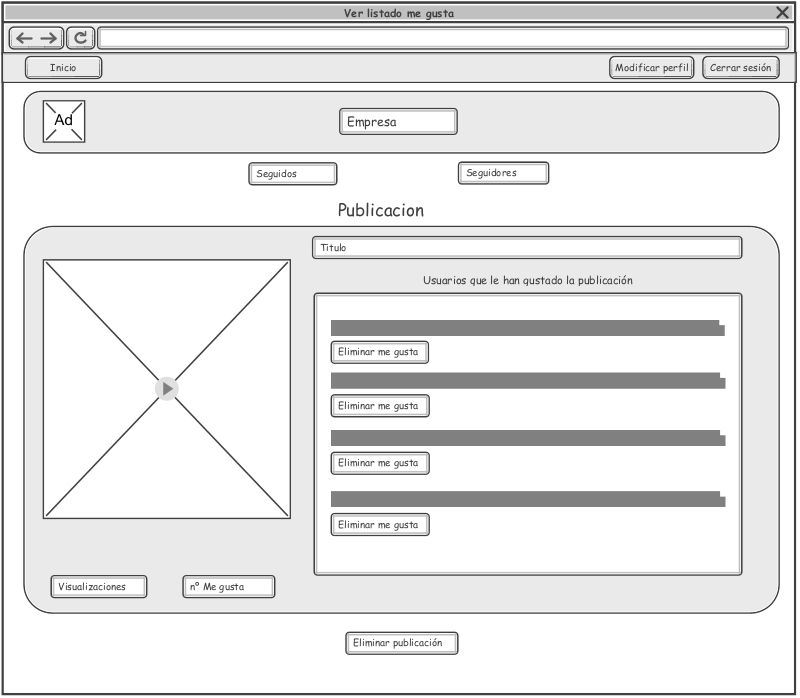 Ver listado me gusta
Inicio
Modificar perfil
Cerrar sesión
Ad
Empresa
Seguidos
Seguidores
Publicacion
Titulo
Usuarios que le han gustado la publicación
Eliminar me gusta
Eliminar me gusta
Eliminar me gusta
Eliminar me gusta
Visualizaciones
nº Me gusta
Eliminar publicación